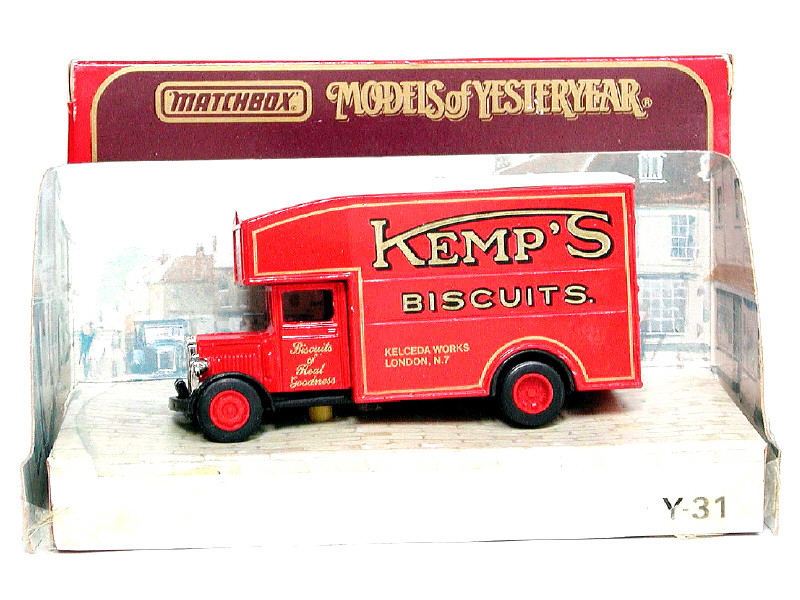 MATCHBOX MODELS of YESTERYEAR ®
KEMP'S
BISCUITS.
KELCEDA WORKS
LONDON, N.7
Biscuits
of
Real
Goodness
Y-31